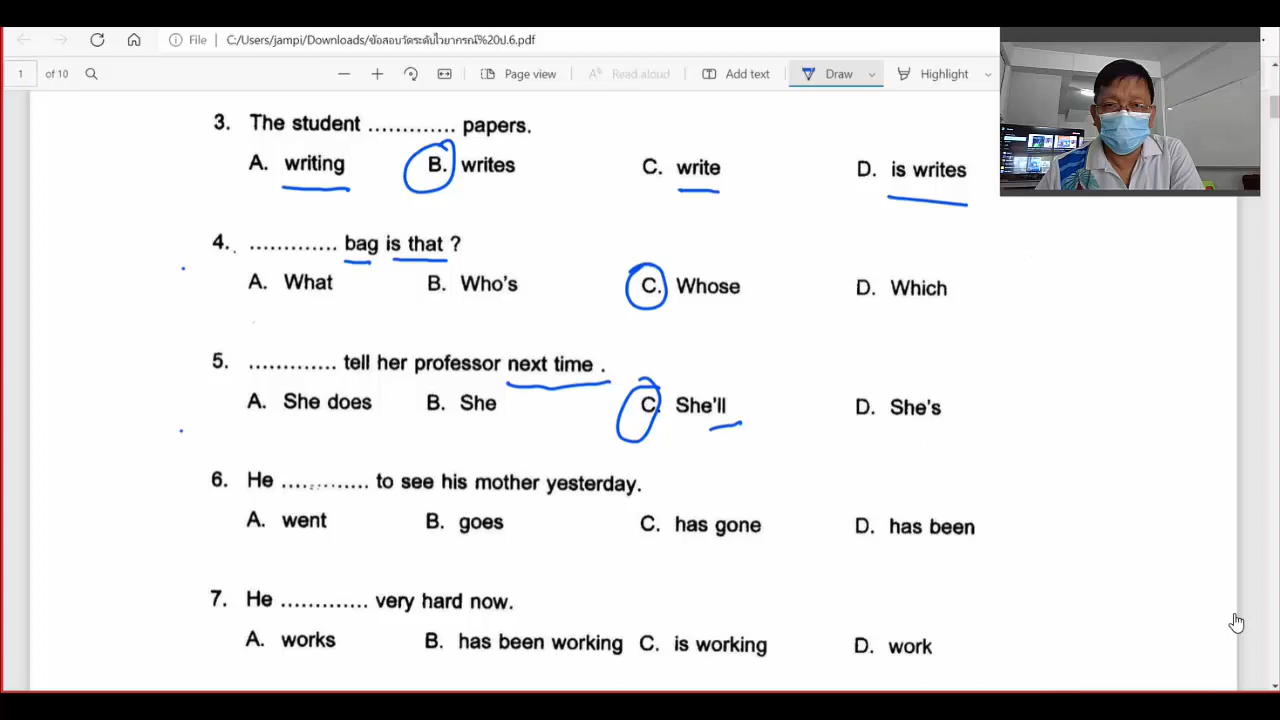 File C:/Users/jampi/Downloads/ข้อสอบวัดระดับไวยากรณ์%20ป.6.pdf
1 of 10 Page view Read aloud Add text Draw Highlight
3. The student ............. papers.
A. writing B. writes C. write D. is writes
4. ............. bag is that ?
A. What B. Who's C. Whose D. Which
5. ............. tell her professor next time .
A. She does B. She C. She'll D. She's
6. He ............. to see his mother yesterday.
A. went B. goes C. has gone D. has been
7. He ............. very hard now.
A. works B. has been working C. is working D. work